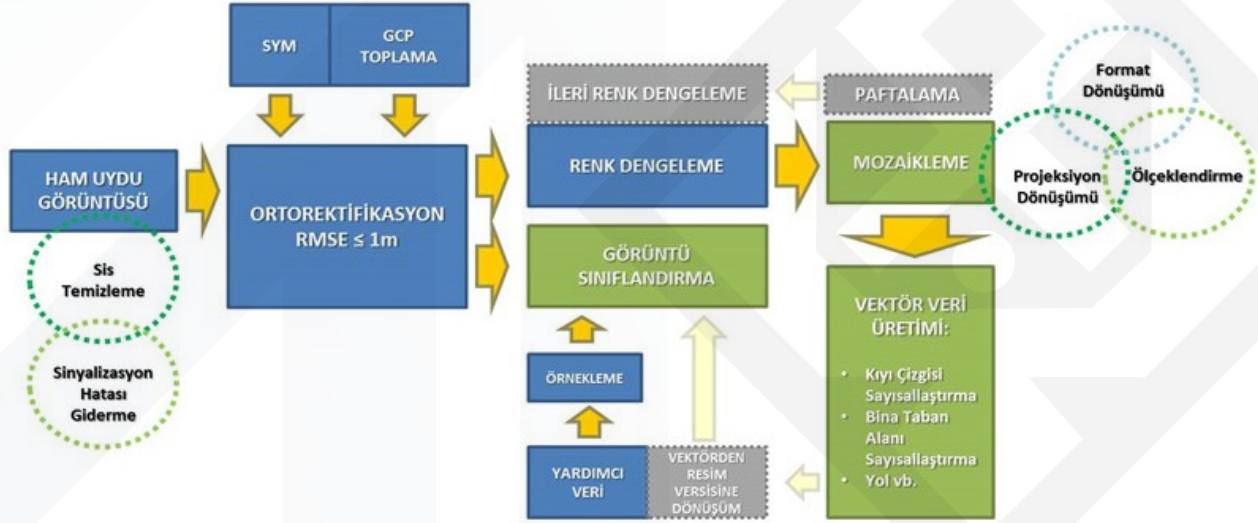 SYM
GCP
TOPLAMA
HAM UYDU
GÖRÜNTÜSÜ
Sis
Temizleme
Sinyalizasyon
Hatası
Giderme
ORTOREKTİFİKASYON
RMSE ≤ 1m
İLERİ RENK DENGELEME
RENK DENGELEME
GÖRÜNTÜ
SINIFLANDIRMA
ÖRNEKLEME
YARDIMCI
VERİ
VEKTÖRDEN
RESİM
VERSİSİNE
DÖNÜŞÜM
PAFTALAMA
MOZAİKLEME
Format
Dönüşümü
Projeksiyon
Dönüşümü
Ölçeklendirme
VEKTÖR VERİ
ÜRETİMİ:
• Kıyı Çizgisi
Sayısallaştırma
• Bina Taban
Alanı
Sayısallaştırma
• Yol vb.